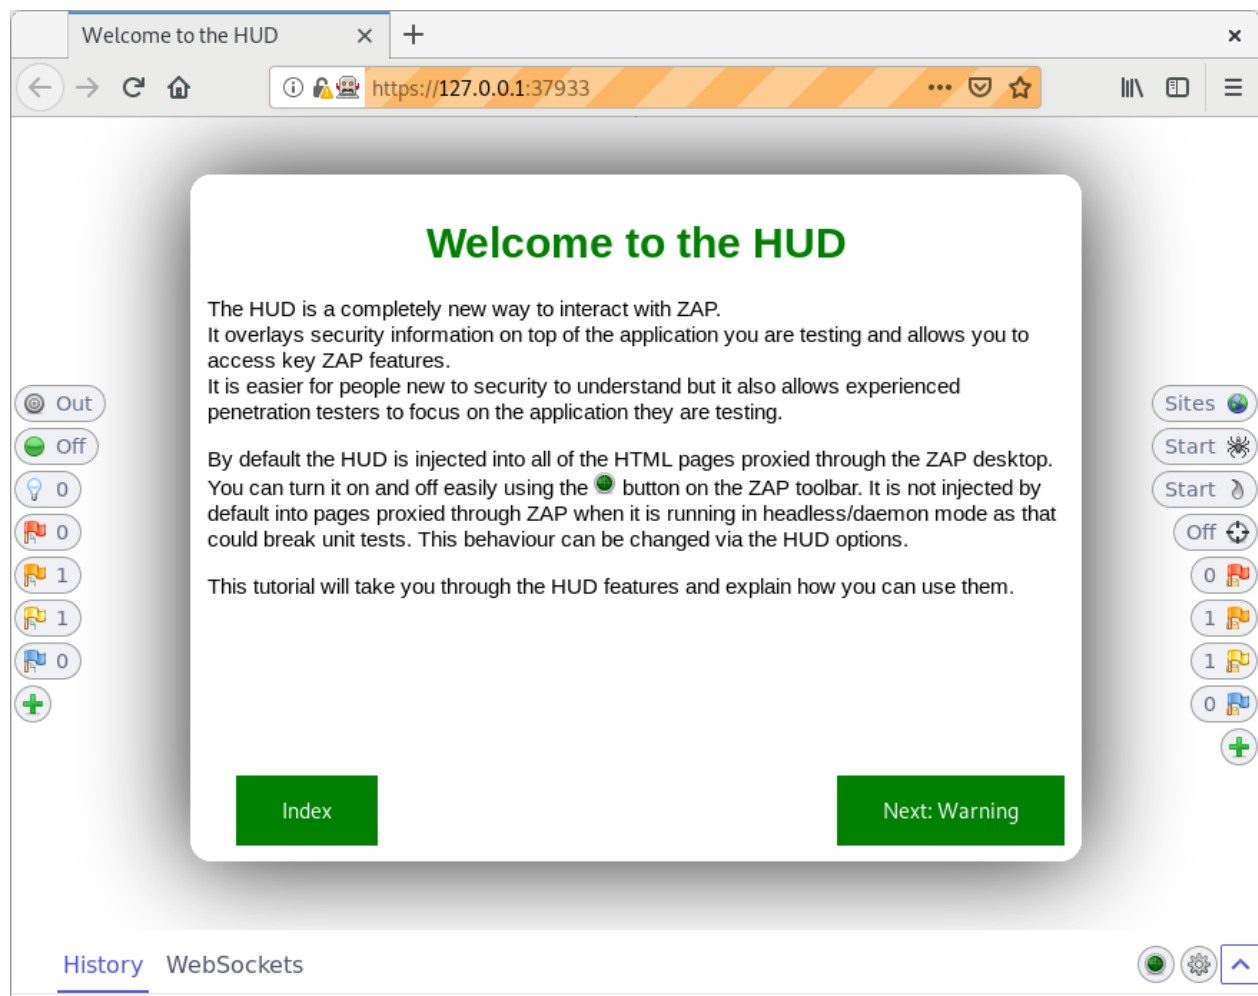 Welcome to the HUD
https://127.0.0.1:37933
Welcome to the HUD
The HUD is a completely new way to interact with ZAP.
It overlays security information on top of the application you are testing and allows you to
access key ZAP features.
It is easier for people new to security to understand but it also allows experienced
penetration testers to focus on the application they are testing.
By default the HUD is injected into all of the HTML pages proxied through the ZAP desktop.
You can turn it on and off easily using the button on the ZAP toolbar. It is not injected by
default into pages proxied through ZAP when it is running in headless/daemon mode as that
could break unit tests. This behaviour can be changed via the HUD options.
This tutorial will take you through the HUD features and explain how you can use them.
Index
Next: Warning
Out
Off
0
0
1
1
0
Sites
Start
Start
Off
0
1
1
0
History
WebSockets